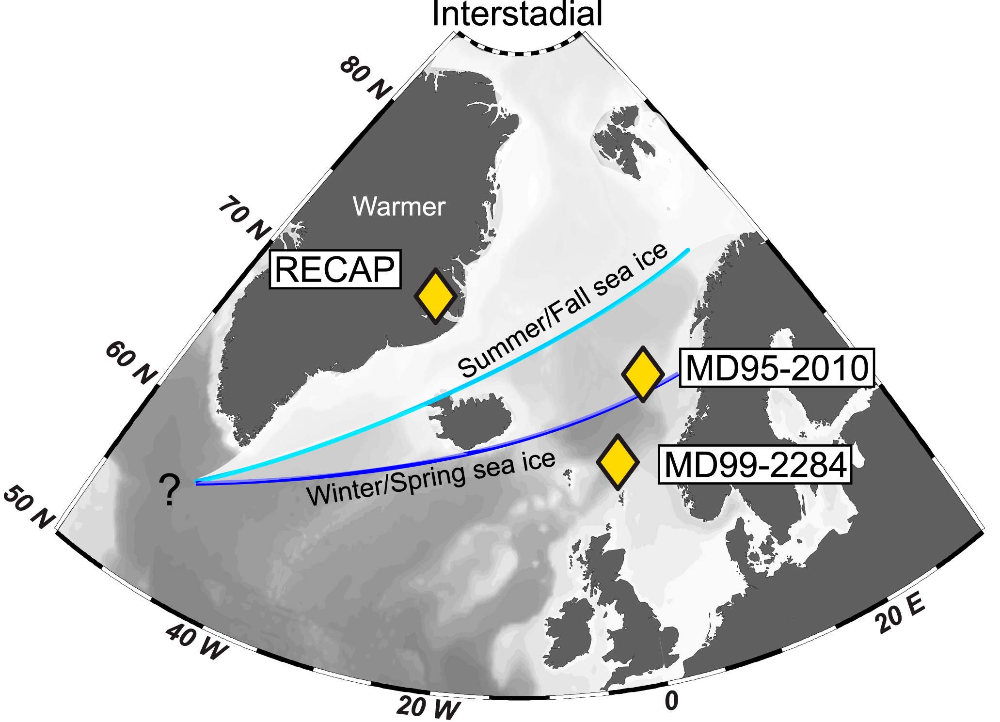 Interstadial
80 N
Warmer
70 N
RECAP
Summer/Fall sea ice
60 N
MD95-2010
MD99-2284
Winter/Spring sea ice
?
50 N
40 W
20 W
0
20 E